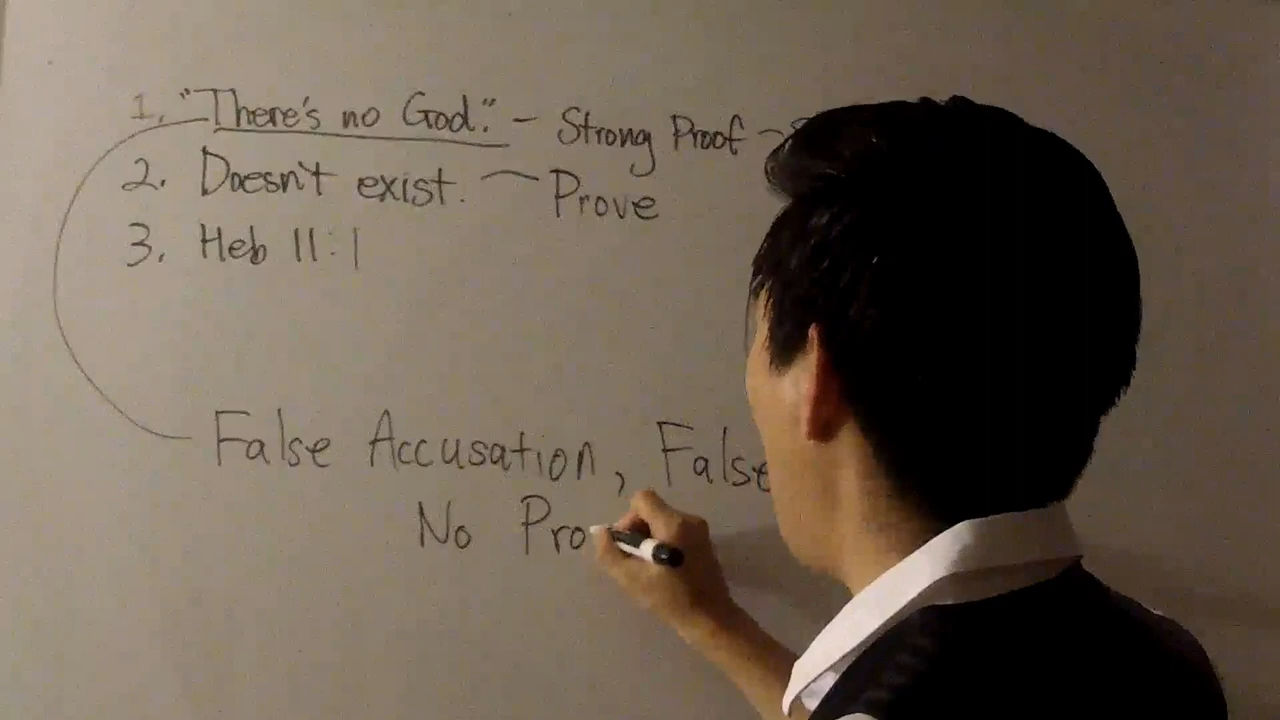 1. "There's no God." - Strong Proof ~
2. Doesn't exist. — Prove
3. Heb 11:1
False Accusation, False
No Pro